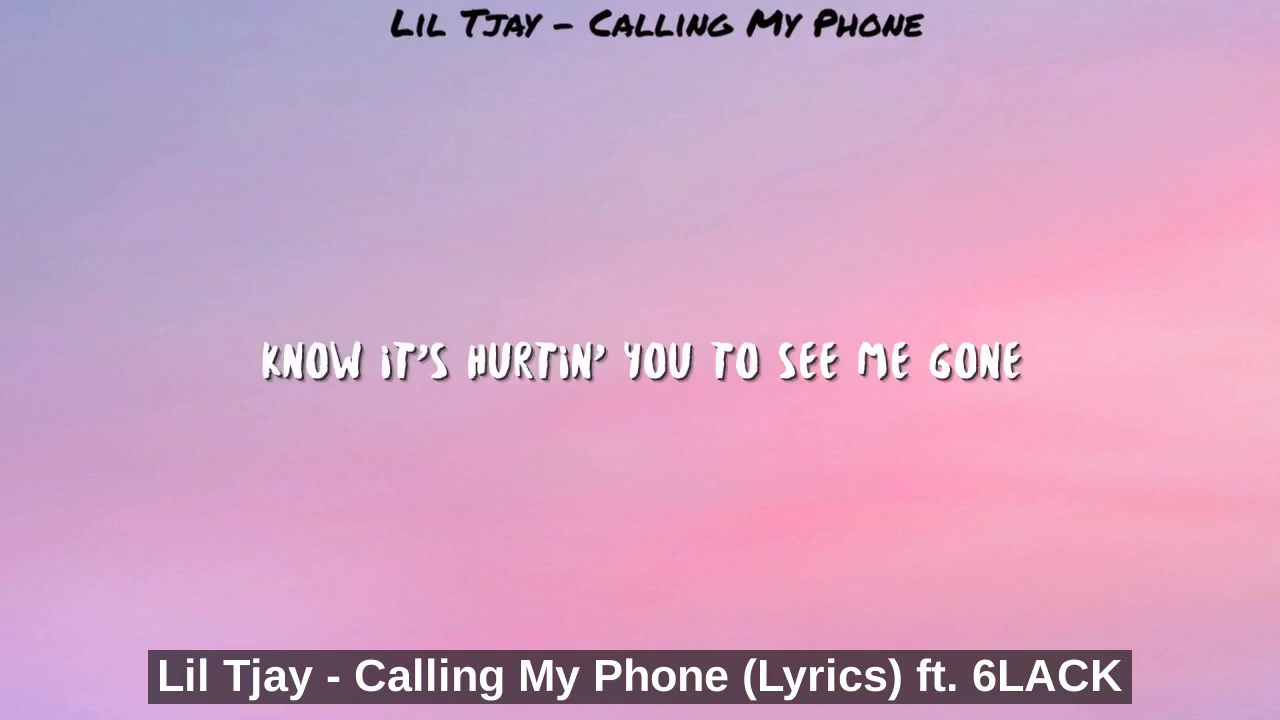 Lil Tjay - Calling My Phone
KNOW iT'S HURTiN' YOU TO SEE ME GONE
Lil Tjay - Calling My Phone (Lyrics) ft. 6LACK